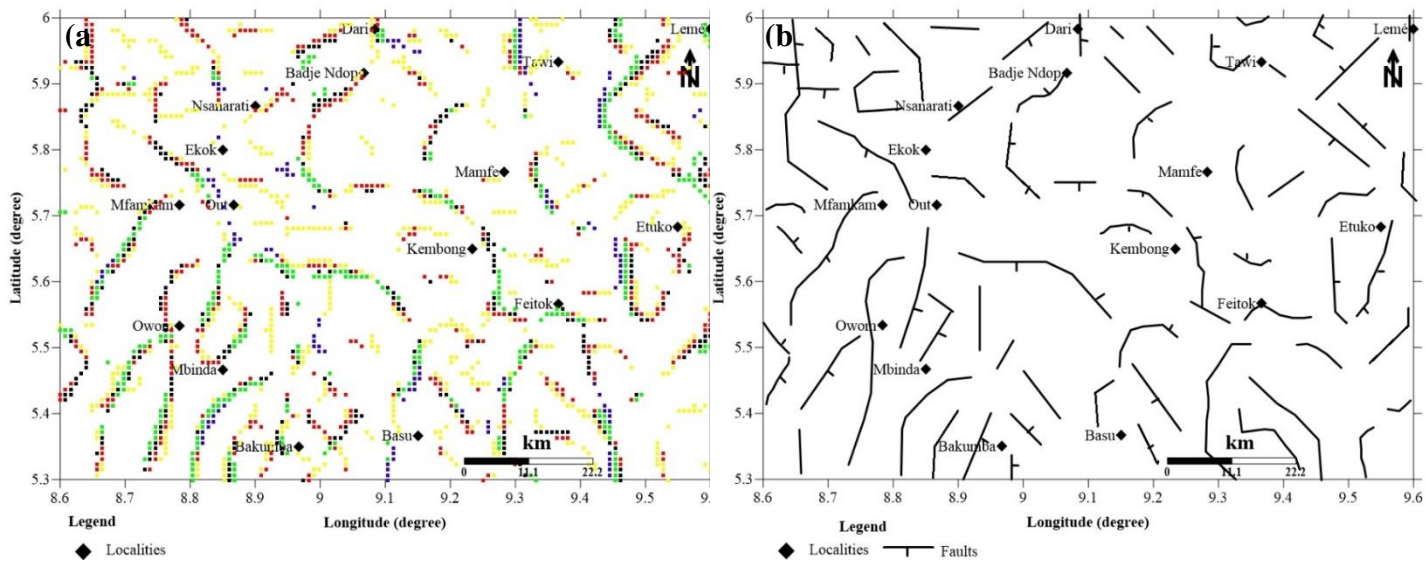 (a)
Dari
Leme
Tawi
N
Badje Ndop
Nsanarati
Ekok
Mamfe
Mfamkam
Out
Etuko
Kembong
Feitok
Owom
Mbinda
Basu
Bakumba
km
0 11.1 22.2
6
5.9
5.8
5.7
5.6
5.5
5.4
5.3
Latitude (degree)
8.6 8.7 8.8 8.9 9 9.1 9.2 9.3 9.4 9.5 9.
Legend
Longitude (degree)
Localities
(b)
Dari
Leme
Tawi
N
Badje Ndop
Nsanarati
Ekok
Mamfe
Mfamkam
Out
Etuko
Kembong
Feitok
Owom
Mbinda
Basu
Bakumba
km
0 11.1 22.2
6
5.9
5.8
5.7
5.6
5.5
5.4
5.3
Latitude (degree)
8.6 8.7 8.8 8.9 9 9.1 9.2 9.3 9.4 9.5 9.6
Legend
Longitude (degree)
Localities Faults